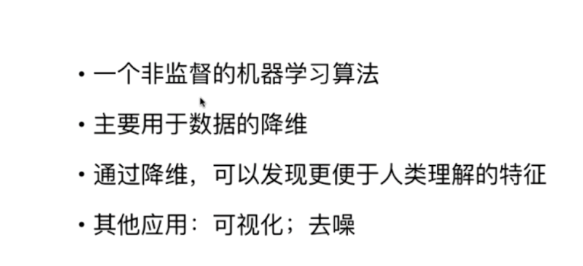 • 一个非监督的机器学习算法
• 主要用于数据的降维
• 通过降维，可以发现更便于人类理解的特征
• 其他应用：可视化；去噪